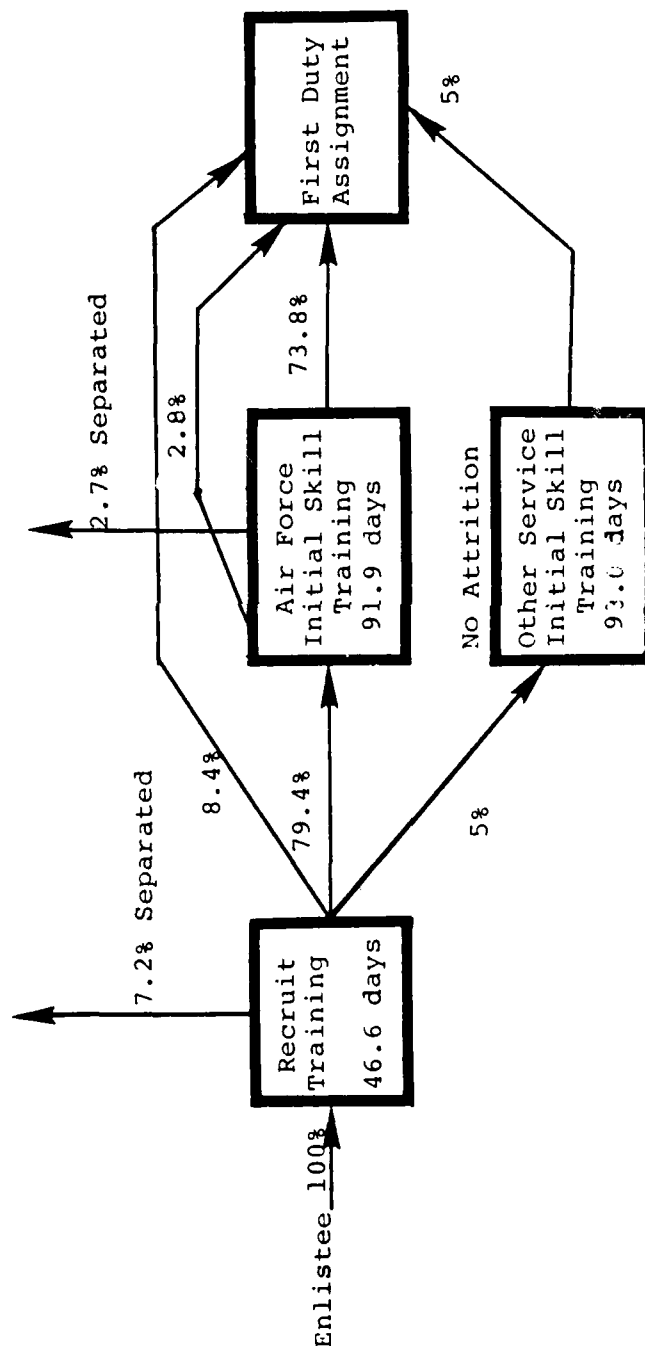 Enlistee 100%
7.2% Separated
Recruit
Training
46.6 days
8.4%
79.4%
5%
2.7% Separated
2.8%
Air Force
Initial Skill
Training
91.9 days
73.8%
No Attrition
Other Service
Initial Skill
Training
days
First Duty
Assignment
5%